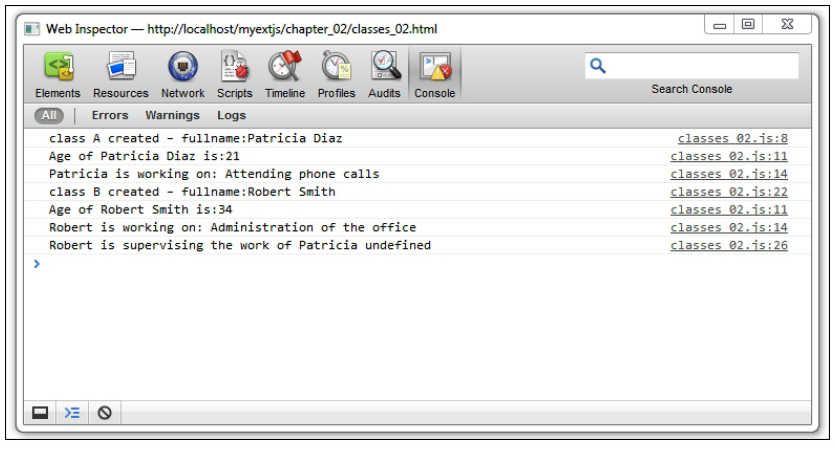 Web Inspector — http://localhost/myextjs/chapter_02/classes_02.html
Elements Resources Network Scripts Timeline Profiles Audits Console
Search Console
All Errors Warnings Logs
class A created - fullname:Patricia Diaz classes_02.js:8
Age of Patricia Diaz is:21 classes_02.js:11
Patricia is working on: Attending phone calls classes_02.js:14
class B created - fullname:Robert Smith classes_02.js:22
Age of Robert Smith is:34 classes_02.js:11
Robert is working on: Administration of the office classes_02.js:14
Robert is supervising the work of Patricia undefined classes_02.js:26